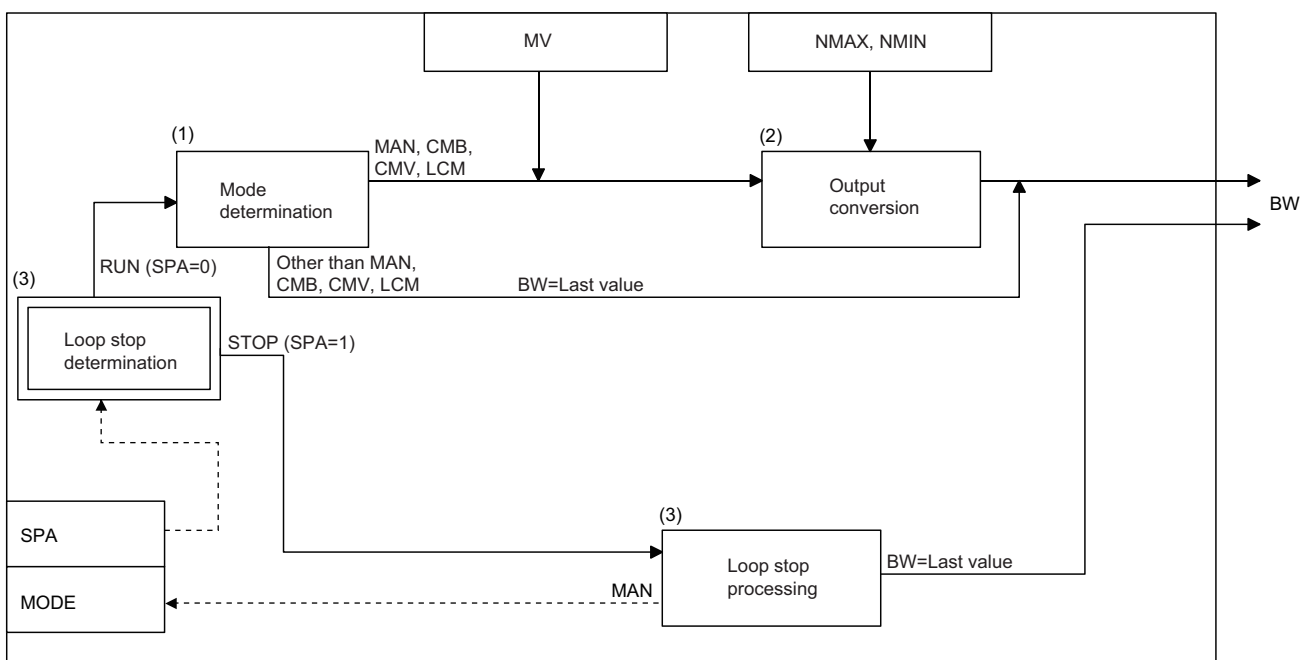 MV
NMAX, NMIN
(1)
MAN, CMB,
CMV, LCM
(2)
Mode
determination
Output
conversion
BW
RUN (SPA=0)
Other than MAN,
CMB, CMV, LCM
BW=Last value
(3)
Loop stop
determination
STOP (SPA=1)
SPA
(3)
Loop stop
processing
BW=Last value
MODE
MAN